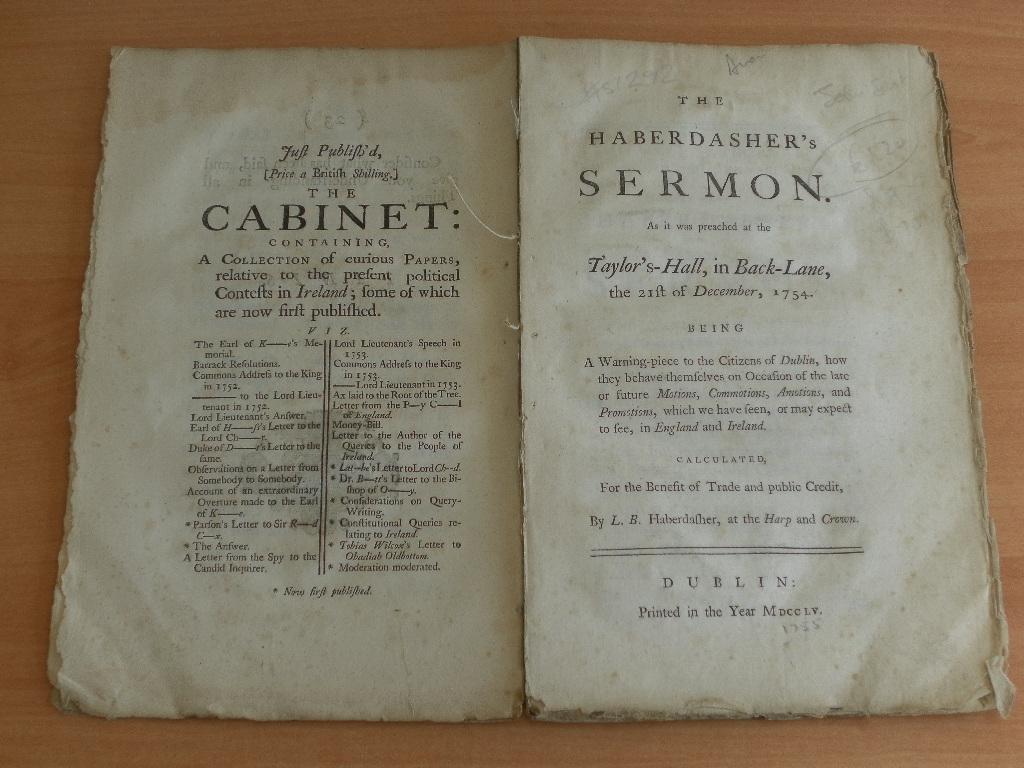 Just Publish'd,
[Price a British Shilling.]
THE
CABINET:
CONTAINING,
A COLLECTION of curious PAPERS,
relative to the present political
Contests in Ireland; some of which
are now first published.
VIZ.
The Earl of K——e's Me-
morial.
Barrack Resolutions.
Commons Address to the King
in 1752.
—— to the Lord Lieu-
tenant in 1752.
Lord Lieutenant's Answer.
Earl of H——ss's Letter to the
Lord Ch—r.
Duke of D——t's Letter to the
same.
Observations on a Letter from
Somebody to Somebody.
Account of an extraordinary
Overture made to the Earl
of K—e.
* Parson's Letter to Sir R—d
C—x.
* The Answer.
A Letter from the Spy to the
Candid Inquirer.
Lord Lieutenant's Speech in
1753.
Commons Address to the King
in 1753.
—— Lord Lieutenant in 1753.
Ax laid to the Root of the Tree.
Letter from the P—y C—l
of England.
Money-Bill.
Letter to the Author of the
Queries to the People of
Ireland.
* Lat—he's Letter to Lord Ch--d.
* Dr. B—tt's Letter to the Bi-
shop of O——y.
* Considerations on Query-
Writing.
* Constitutional Queries re-
lating to Ireland.
* Tobias Wilcox's Letter to
Obadiah Oldbottom.
* Moderation moderated.
* Now first published.
THE
HABERDASHER's
SERMON.
As it was preached at the
Taylor's-Hall, in Back-Lane,
the 21st of December, 1754.
BEING
A Warning-piece to the Citizens of Dublin, how
they behave themselves on Occasion of the late
or future Motions, Commotions, Amotions, and
Promotions, which we have seen, or may expect
to see, in England and Ireland.
CALCULATED,
For the Benefit of Trade and public Credit,
By L. B. Haberdasher, at the Harp and Crown.
DUBLIN:
Printed in the Year MDCCLV.
1755